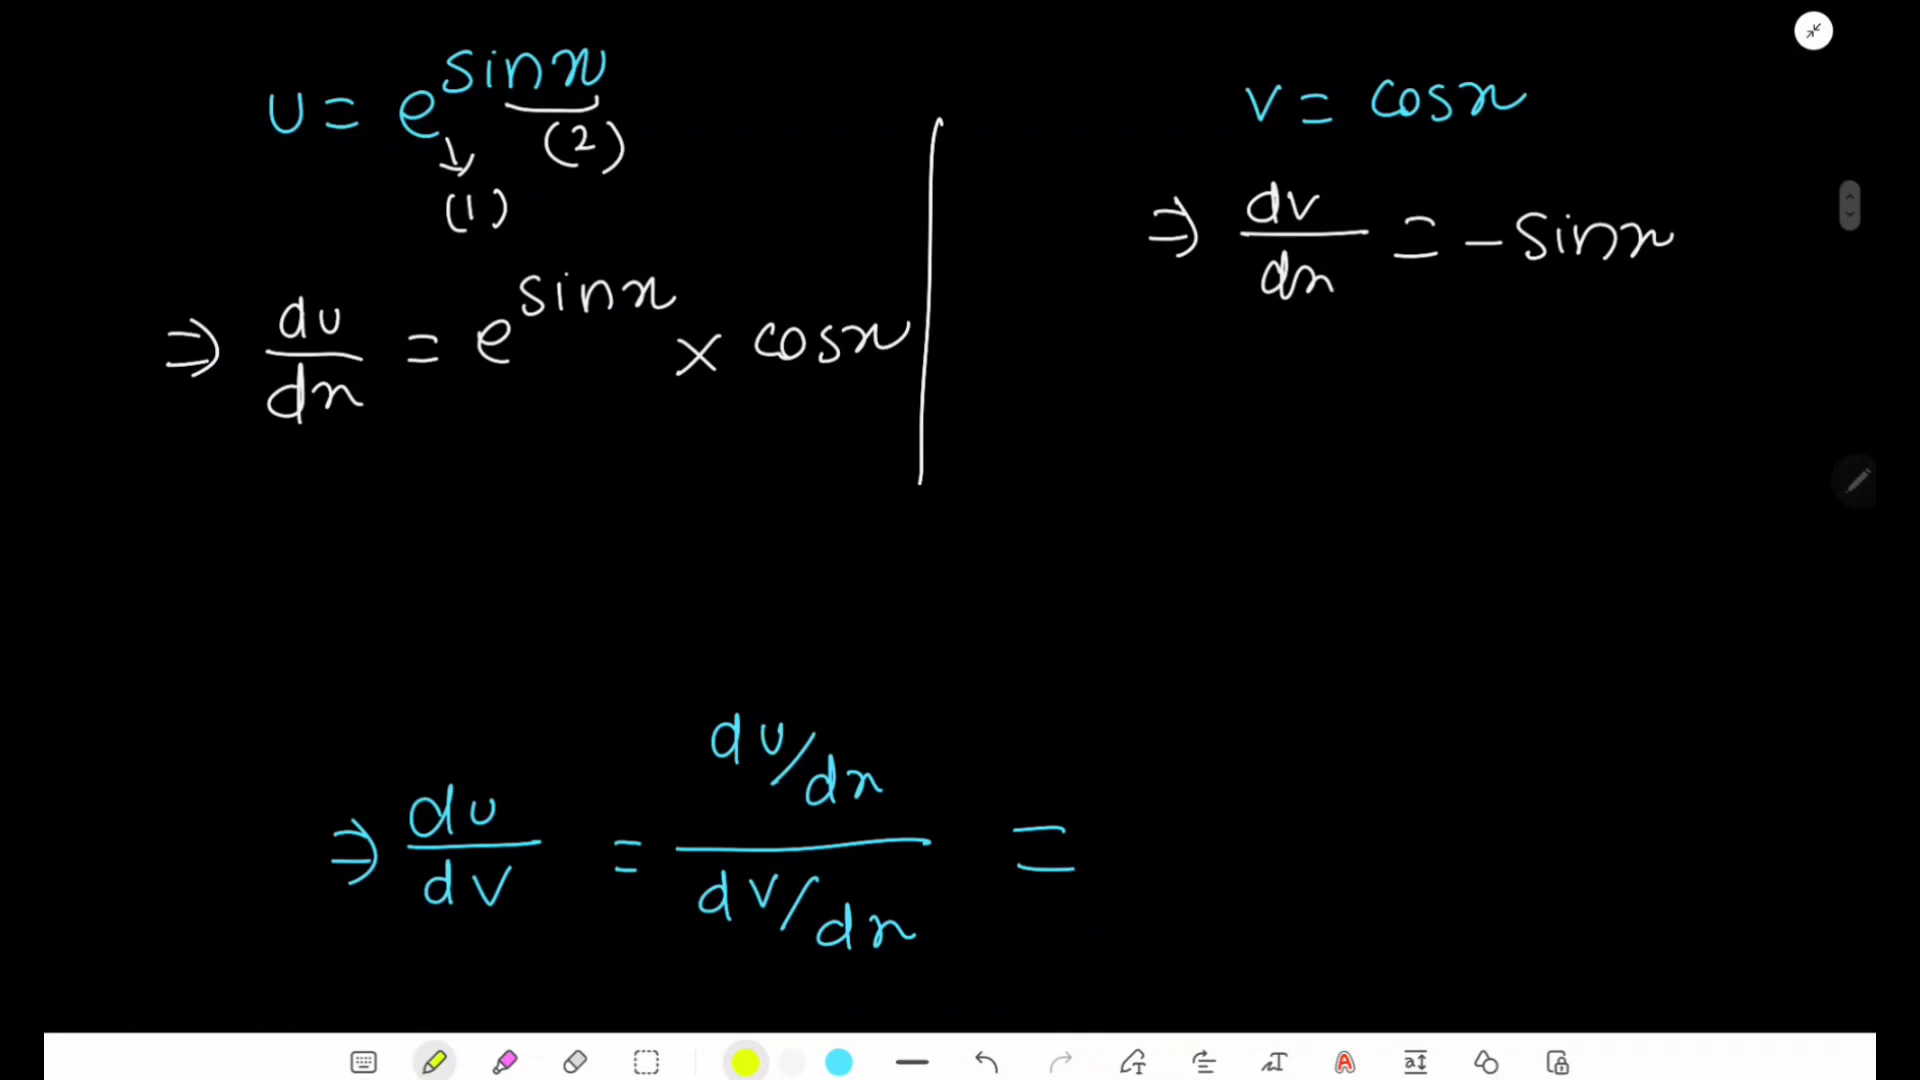 u = e^sinx
(1)
(2)
⇒ du/dx = e^sinx × cosx
v = cosx
⇒ dv/dx = -sinx
⇒ du/dv = (du/dx)/(dv/dx) =